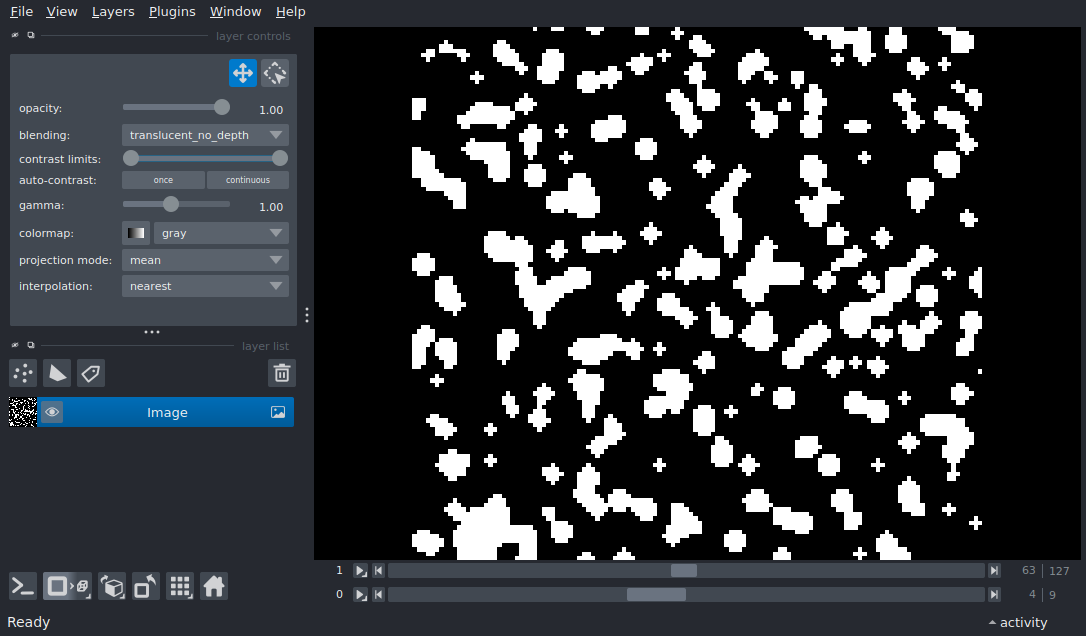 File View Layers Plugins Window Help
layer controls
opacity: 1.00
blending: translucent_no_depth
contrast limits:
auto-contrast: once continuous
gamma: 1.00
colormap: gray
projection mode: mean
interpolation: nearest
layer list
Image
1 63 127
0 4 9
Ready activity